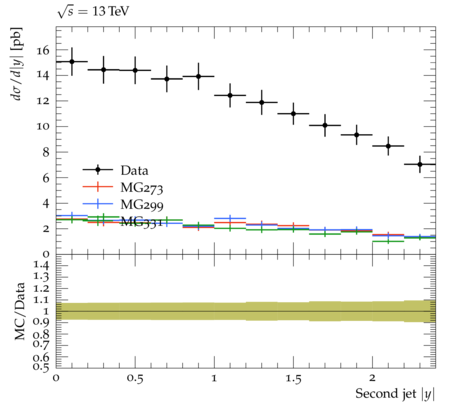 √s = 13 TeV
dσ/d|y| [pb]
16
14
12
10
8
6
4
2
0
Data
MG273
MG299
MG331
MC/Data
1.4
1.3
1.2
1.1
1
0.9
0.8
0.7
0.6
0.5
0 0.5 1 1.5 2
Second jet |y|